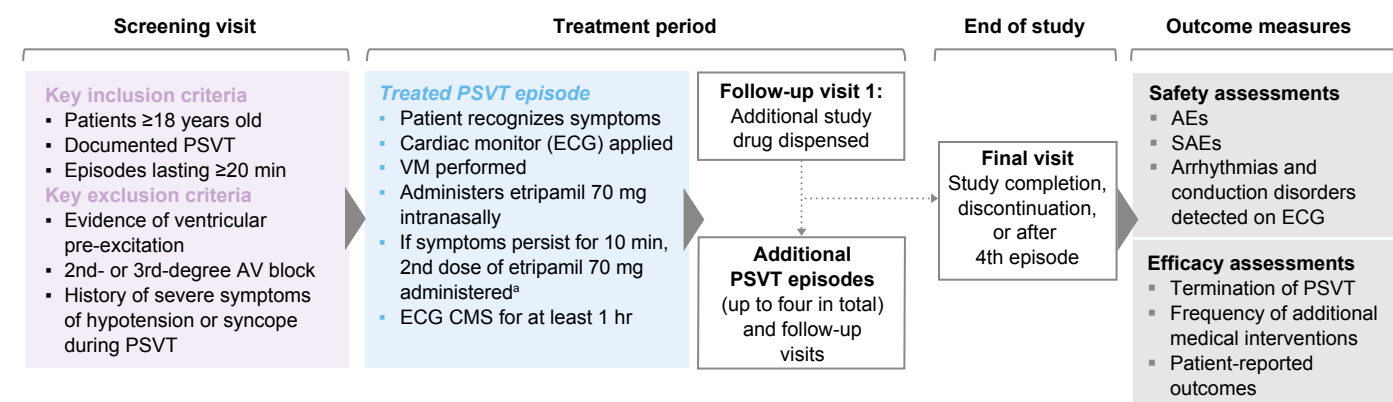 Screening visit
Treatment period
End of study
Outcome measures
Key inclusion criteria
▪ Patients ≥18 years old
▪ Documented PSVT
▪ Episodes lasting ≥20 min
Key exclusion criteria
▪ Evidence of ventricular
pre-excitation
▪ 2nd- or 3rd-degree AV block
▪ History of severe symptoms
of hypotension or syncope
during PSVT
Treated PSVT episode
▪ Patient recognizes symptoms
▪ Cardiac monitor (ECG) applied
▪ VM performed
▪ Administers etripamil 70 mg
intranasally
▪ If symptoms persist for 10 min,
2nd dose of etripamil 70 mg
administeredᵃ
▪ ECG CMS for at least 1 hr
Follow-up visit 1:
Additional study
drug dispensed
Additional
PSVT episodes
(up to four in total)
and follow-up
visits
Final visit
Study completion,
discontinuation,
or after
4th episode
Safety assessments
▪ AEs
▪ SAEs
▪ Arrhythmias and
conduction disorders
detected on ECG
Efficacy assessments
▪ Termination of PSVT
▪ Frequency of additional
medical interventions
▪ Patient-reported
outcomes